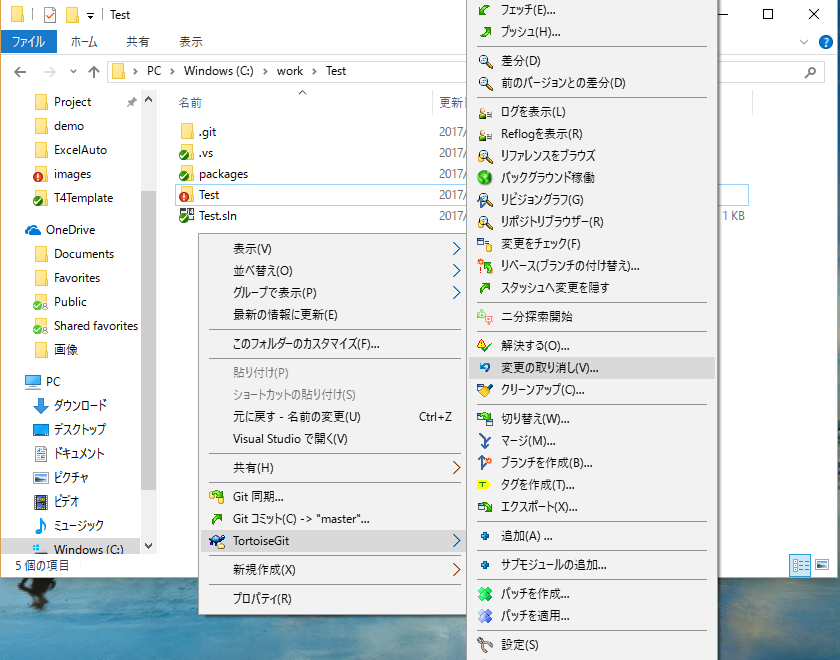 Test
ファイル
ホーム
共有
表示
PC
Windows (C:)
work
Test
Project
demo
ExcelAuto
images
T4Template
OneDrive
Documents
Favorites
Public
Shared favorites
画像
PC
ダウンロード
デスクトップ
ドキュメント
ピクチャ
ビデオ
ミュージック
Windows (C:)
5 個の項目
名前
更新
.git
2017/
.vs
2017/
packages
2017/
Test
2017/
Test.sln
2017/
1 KB
表示(V)
並べ替え(O)
グループで表示(P)
最新の情報に更新(E)
このフォルダーのカスタマイズ(F)...
貼り付け(P)
ショートカットの貼り付け(S)
元に戻す - 名前の変更(U)
Ctrl+Z
Visual Studio で開く(V)
共有(H)
Git 同期...
Git コミット(C) -> "master"...
TortoiseGit
新規作成(X)
プロパティ(R)
フェッチ(E)...
プッシュ(H)...
差分(D)
前のバージョンとの差分(D)
ログを表示(L)
Reflogを表示(R)
リファレンスをブラウズ
バックグラウンド稼働
リビジョングラフ(G)
リポジトリブラウザー(R)
変更をチェック(F)
リベース(ブランチの付け替え)...
スタッシュへ変更を隠す
二分探索開始
解決する(O)...
変更の取り消し(V)...
クリーンアップ(C)...
切り替え(W)...
マージ(M)...
ブランチを作成(B)...
タグを作成(T)...
エクスポート(X)...
追加(A) ...
サブモジュールの追加...
パッチを作成...
パッチを適用...
設定(S)